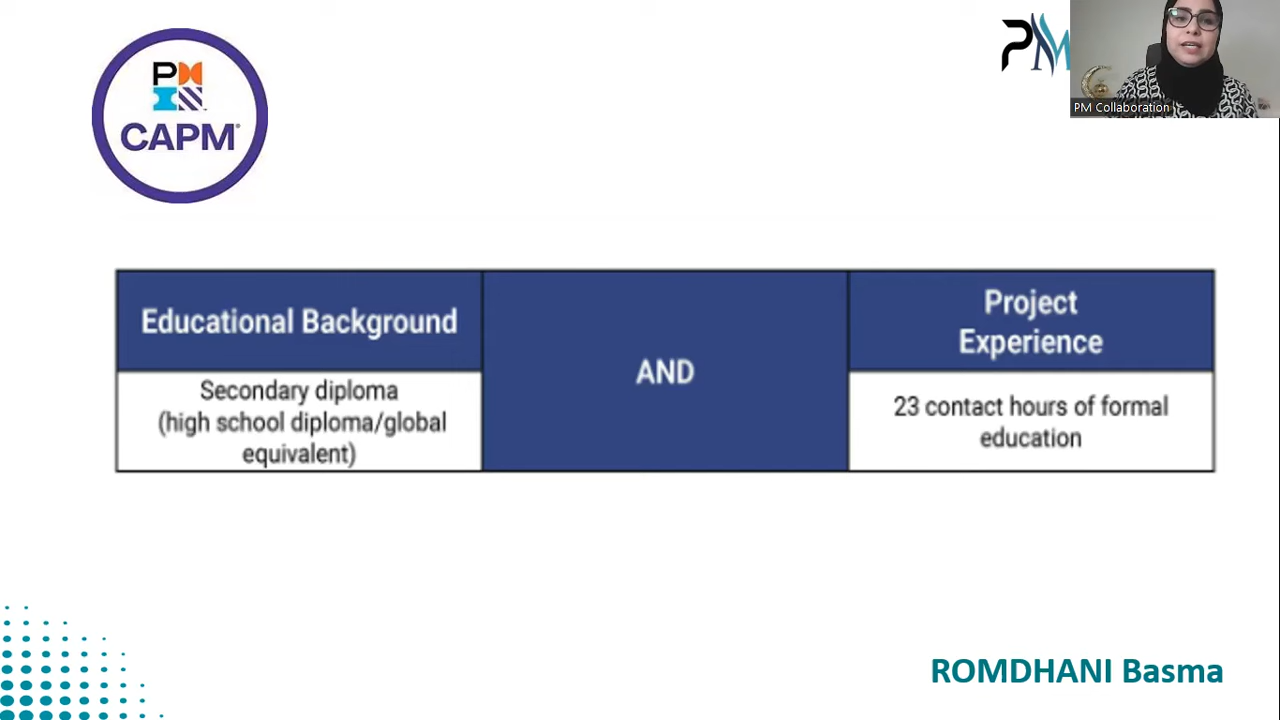 PM
CAPM®
PM
PM Collaboration
Educational Background
AND
Project
Experience
Secondary diploma
(high school diploma/global
equivalent)
23 contact hours of formal
education
ROMDHANI Basma